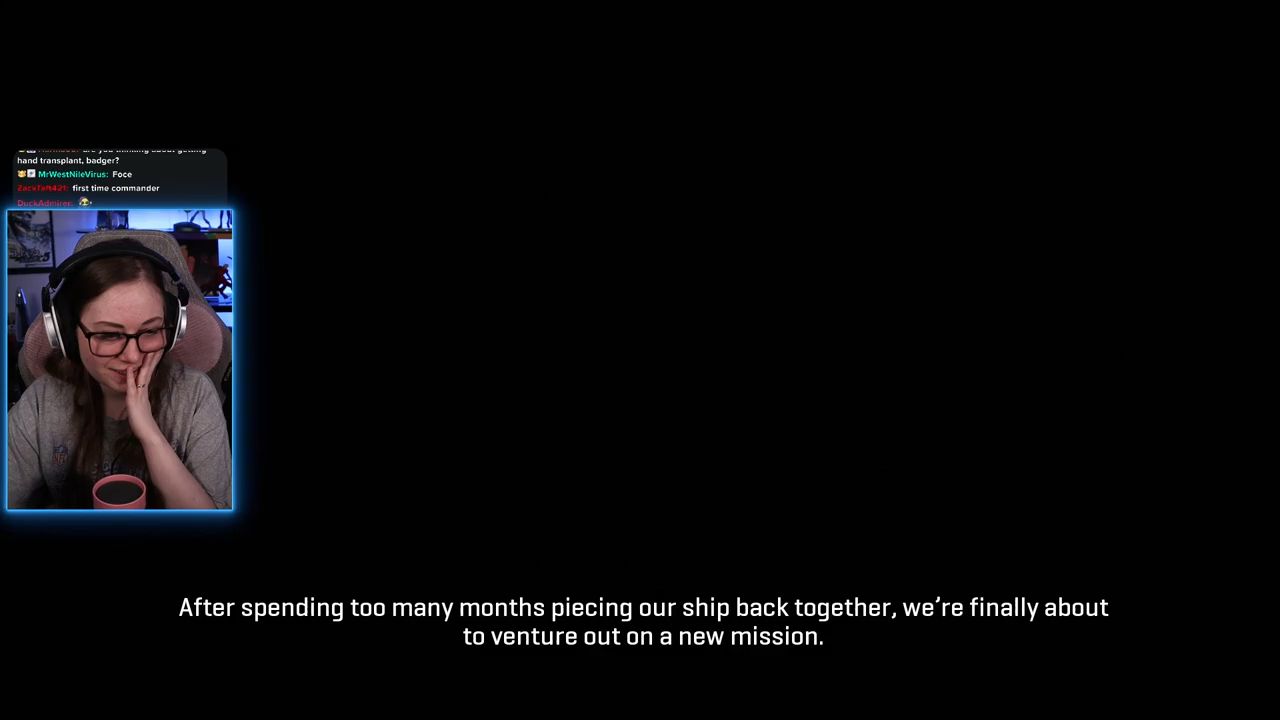 hand transplant, badger?
MrWestNileVirus: Foce
first time commander
DuckAdmirer:
After spending too many months piecing our ship back together, we're finally about
to venture out on a new mission.